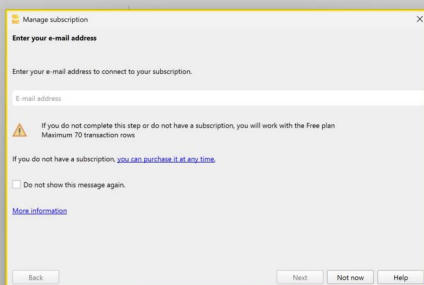 Manage subscription
Enter your e-mail address
Enter your e-mail address to connect to your subscription.
E-mail address
If you do not complete this step or do not have a subscription, you will work with the Free plan
Maximum 70 transaction rows
If you do not have a subscription, you can purchase it at any time.
Do not show this message again.
More information
Back
Next
Not now
Help